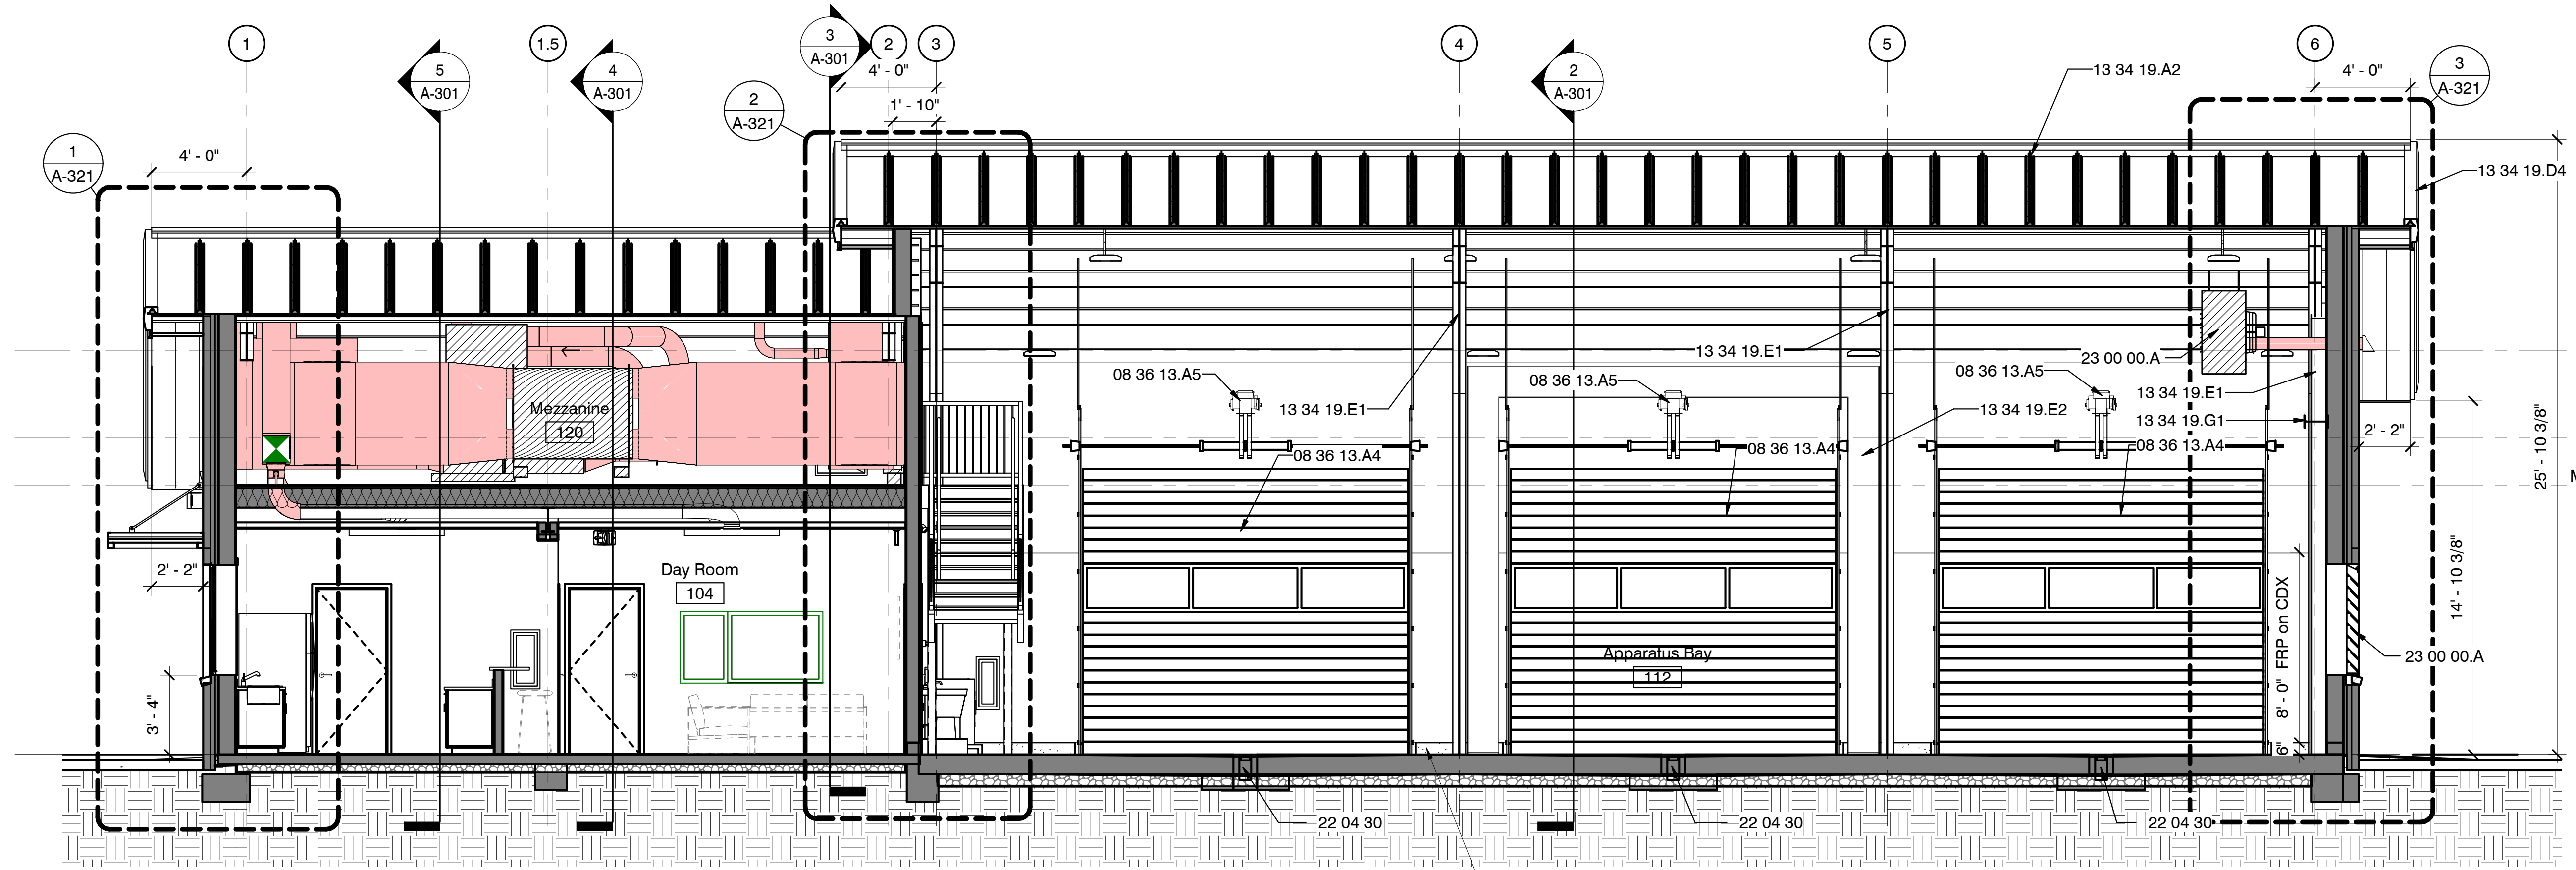 1
5
A-301
1.5
4
A-301
3
A-301
2
3
4
2
A-301
5
6
3
A-321
4' - 0"
1' - 10"
2
A-321
13 34 19.A2
4' - 0"
1
A-321
4' - 0"
13 34 19.D4
13 34 19.E1
23 00 00.A
08 36 13.A5
08 36 13.A5
08 36 13.A5
13 34 19.E1
13 34 19.E1
13 34 19.E2
13 34 19.G1
Mezzanine
120
2' - 2"
08 36 13.A4
08 36 13.A4
08 36 13.A4
25' - 10 3/8"
M
14' - 10 3/8"
2' - 2"
Day Room
104
8' - 0" FRP on CDX
6"
Apparatus Bay
112
23 00 00.A
3' - 4"
22 04 30
22 04 30
22 04 30